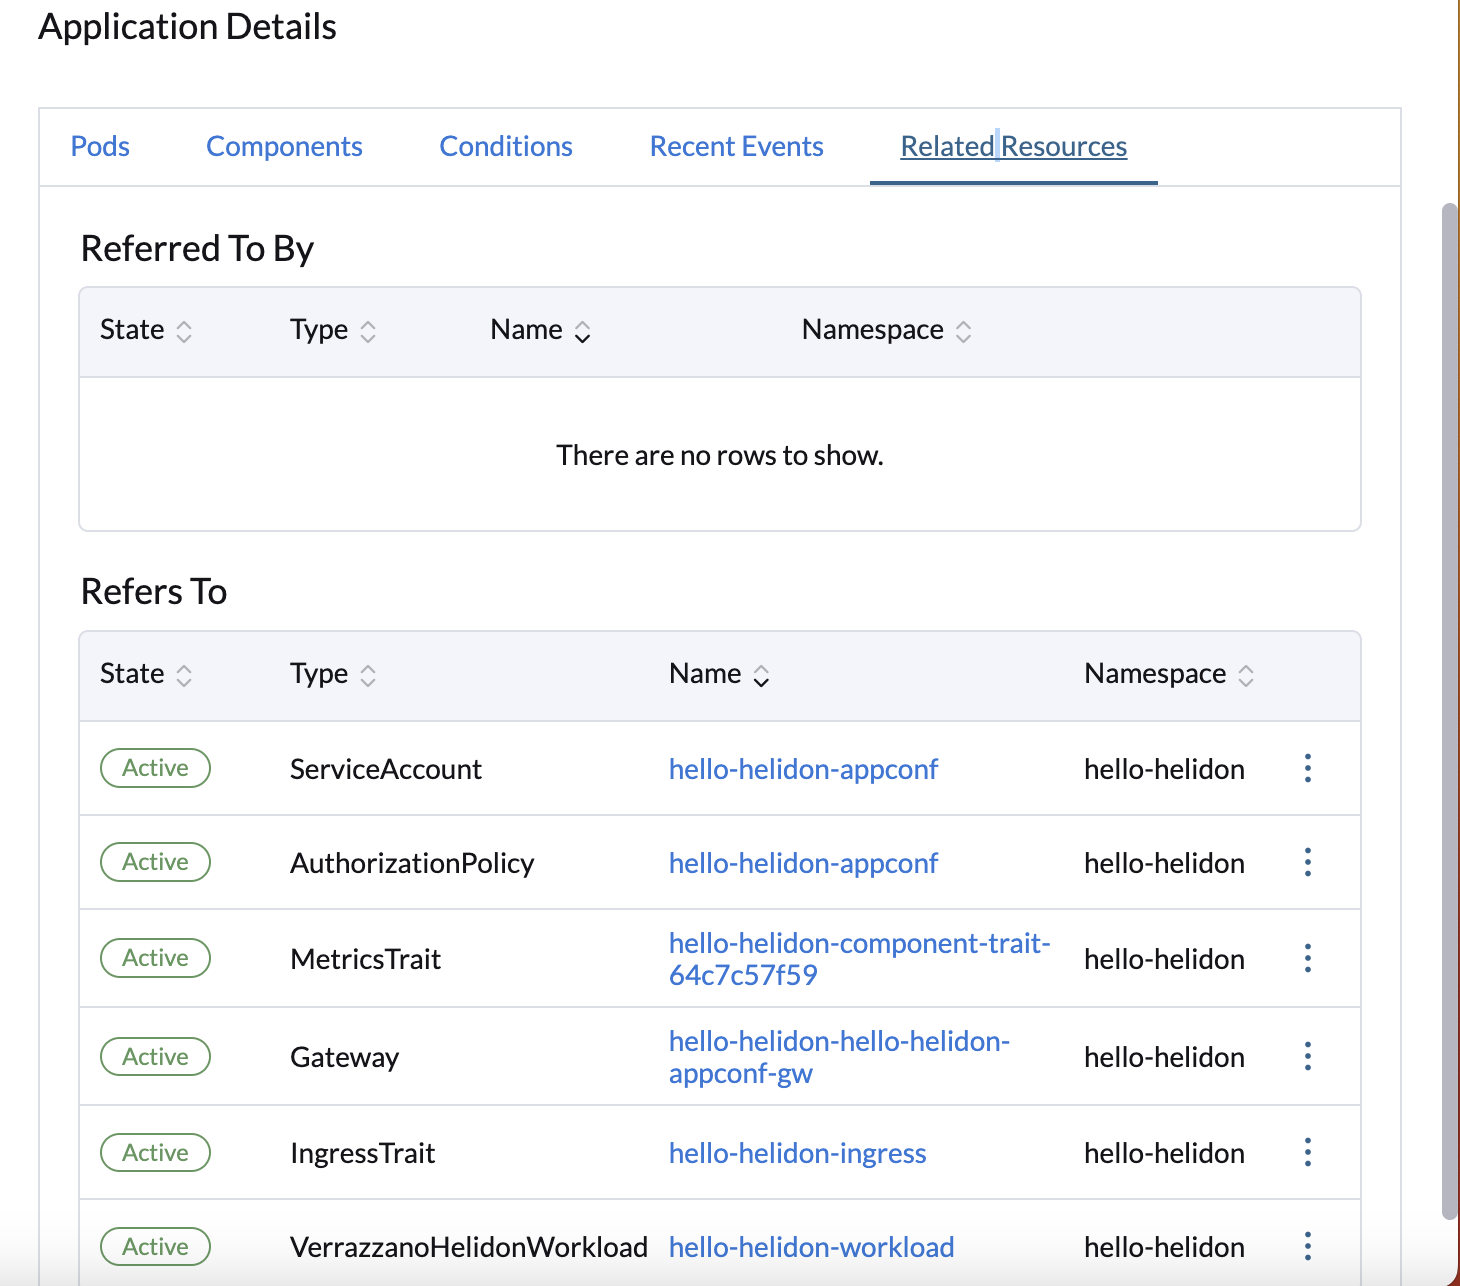 Application Details
Pods Components Conditions Recent Events Related Resources
Referred To By
State Type Name Namespace
There are no rows to show.
Refers To
State Type Name Namespace
Active ServiceAccount hello-helidon-appconf hello-helidon
Active AuthorizationPolicy hello-helidon-appconf hello-helidon
Active MetricsTrait hello-helidon-component-trait-
64c7c57f59 hello-helidon
Active Gateway hello-helidon-hello-helidon-
appconf-gw hello-helidon
Active IngressTrait hello-helidon-ingress hello-helidon
Active VerrazzanoHelidonWorkload hello-helidon-workload hello-helidon